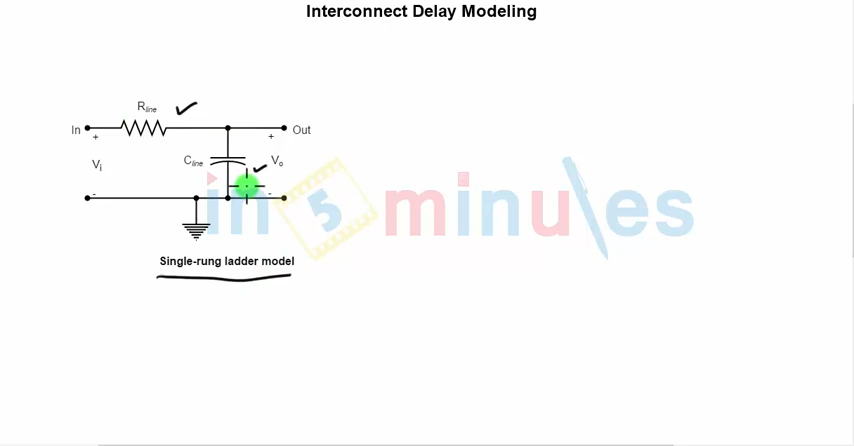 Interconnect Delay Modeling
Rline
In
Out
+
+
Vi
Cline
Vo
-
-
in 5 minutes
Single-rung ladder model